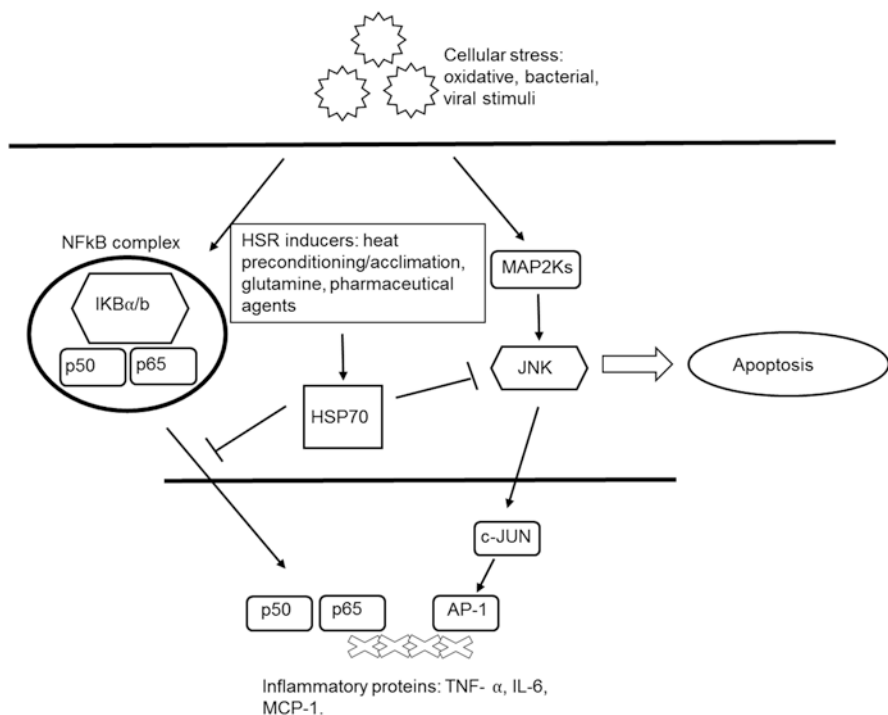 Cellular stress:
oxidative, bacterial,
viral stimuli
NFkB complex
IKBα/b
p50
p65
HSR inducers: heat
preconditioning/acclimation,
glutamine, pharmaceutical
agents
MAP2Ks
JNK
Apoptosis
HSP70
c-JUN
p50
p65
AP-1
Inflammatory proteins: TNF- α, IL-6,
MCP-1.